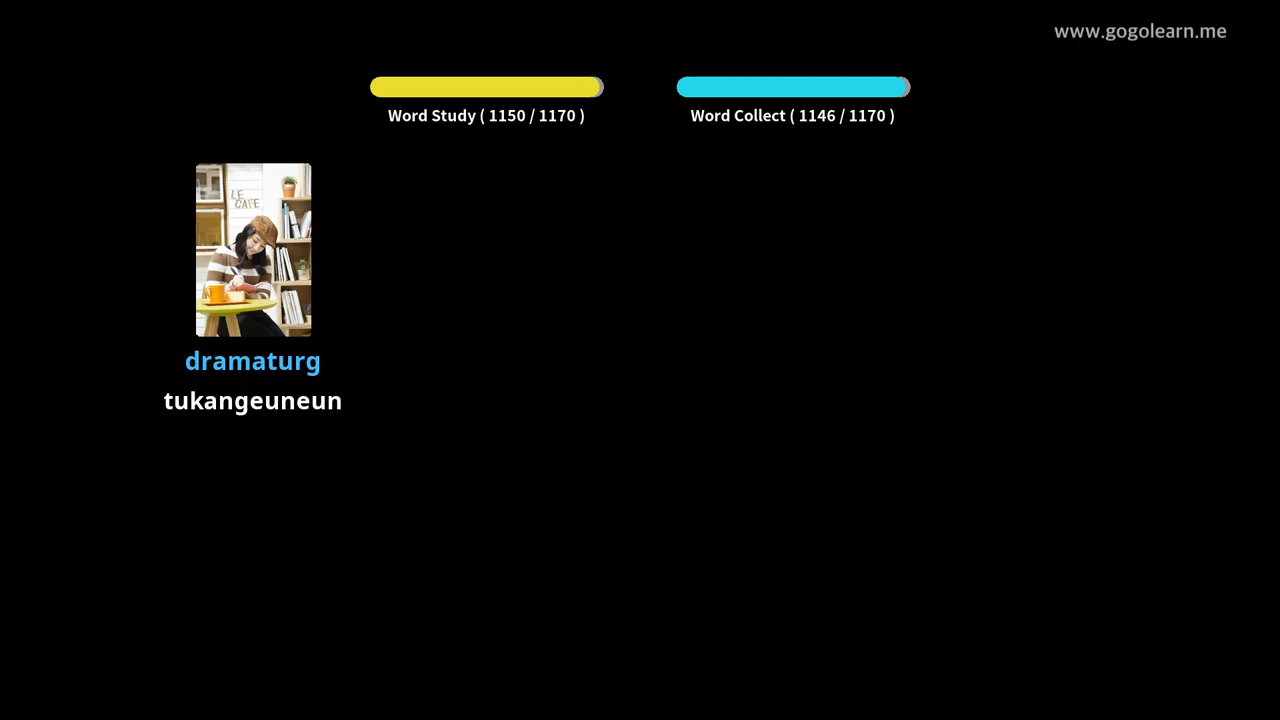 www.gogolearn.me
Word Study ( 1150 / 1170 )
Word Collect ( 1146 / 1170 )
LE
CAFE
dramaturg
tukangeuneun